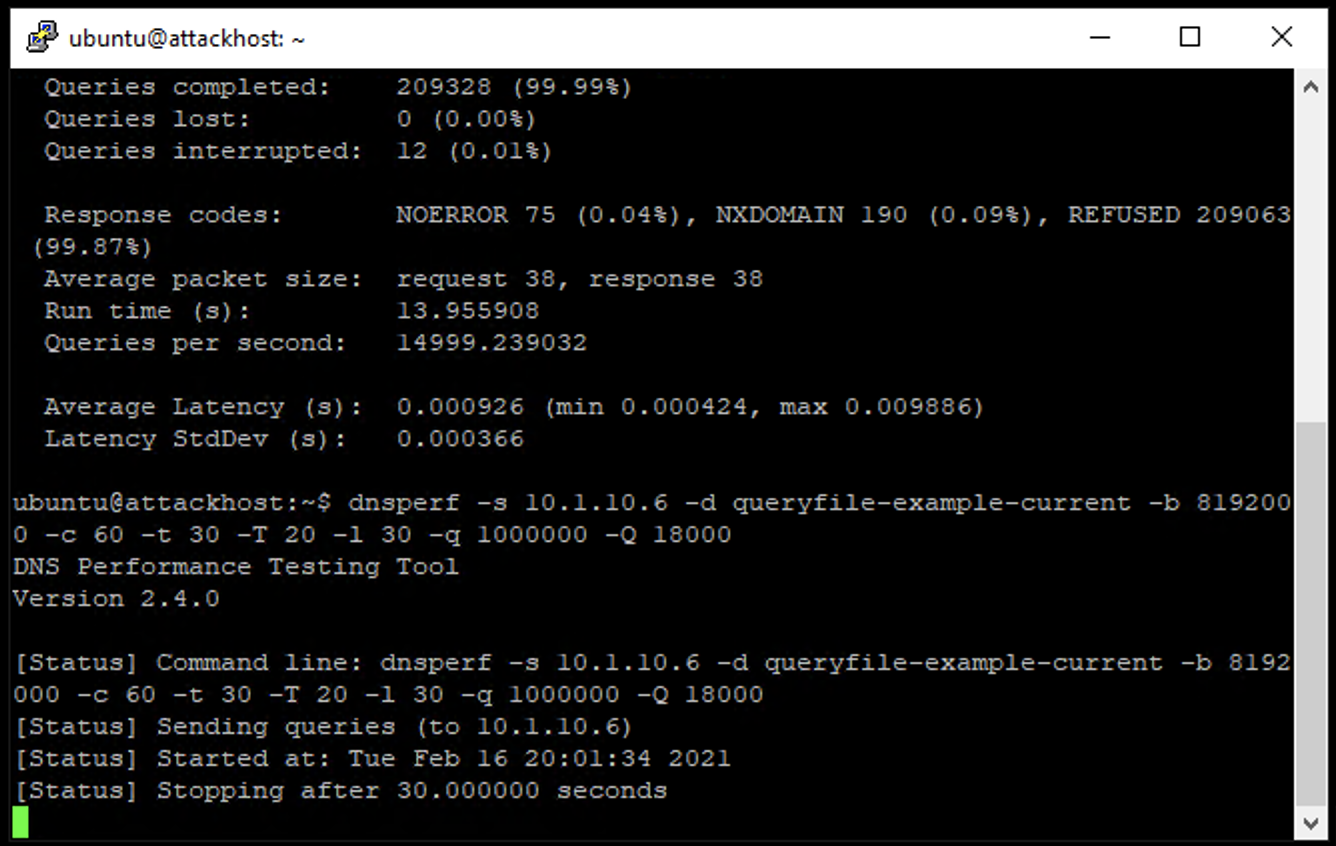 ubuntu@attackhost: ~
Queries completed: 209328 (99.99%)
Queries lost: 0 (0.00%)
Queries interrupted: 12 (0.01%)
Response codes: NOERROR 75 (0.04%), NXDOMAIN 190 (0.09%), REFUSED 209063
(99.87%)
Average packet size: request 38, response 38
Run time (s): 13.955908
Queries per second: 14999.239032
Average Latency (s): 0.000926 (min 0.000424, max 0.009886)
Latency StdDev (s): 0.000366
ubuntu@attackhost:~$ dnsperf -s 10.1.10.6 -d queryfile-example-current -b 819200
0 -c 60 -t 30 -T 20 -l 30 -q 1000000 -Q 18000
DNS Performance Testing Tool
Version 2.4.0
[Status] Command line: dnsperf -s 10.1.10.6 -d queryfile-example-current -b 8192
000 -c 60 -t 30 -T 20 -l 30 -q 1000000 -Q 18000
[Status] Sending queries (to 10.1.10.6)
[Status] Started at: Tue Feb 16 20:01:34 2021
[Status] Stopping after 30.000000 seconds